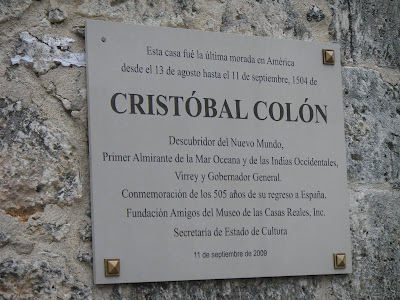 Esta casa fué la última morada en América
desde el 13 de agosto hasta el 11 de septiembre, 1504 de
CRISTÓBAL COLÓN
Descubridor del Nuevo Mundo,
Primer Almirante de la Mar Oceana y de las Indias Occidentales,
Virrey y Gobernador General.
Conmemoración de los 505 años de su regreso a España.
Fundación Amigos del Museo de las Casas Reales, Inc.
Secretaría de Estado de Cultura
11 de septiembre de 2009